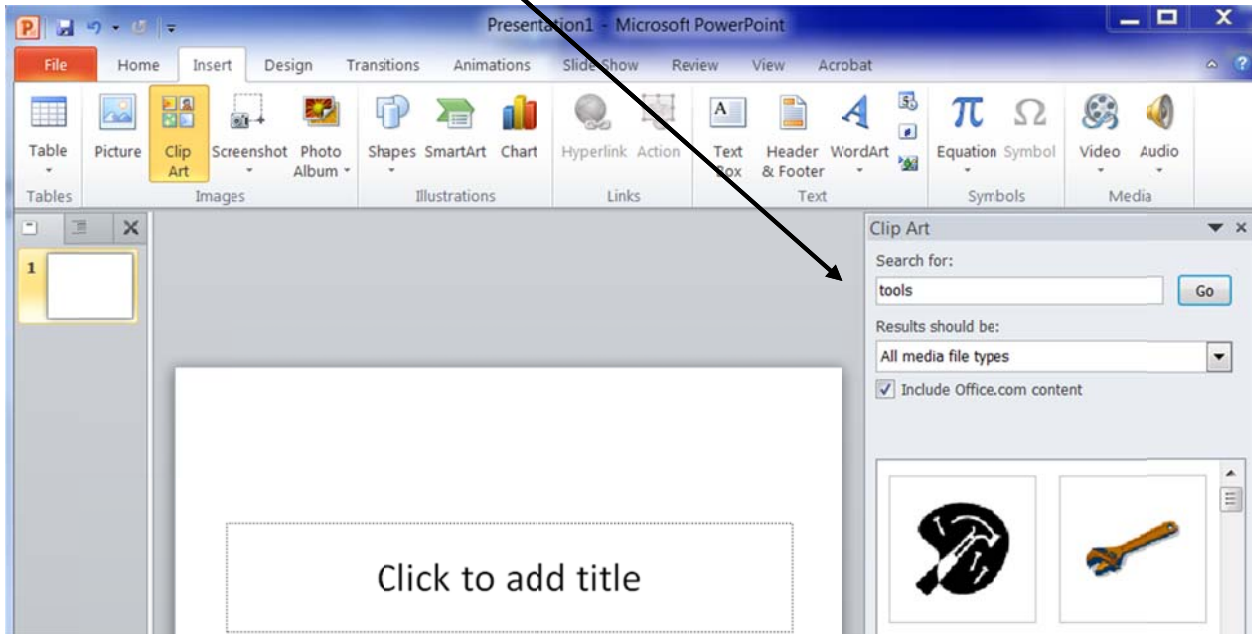 Presentation1 - Microsoft PowerPoint
File Home Insert Design Transitions Animations Slide Show Review View Acrobat
Table Picture Clip Art Screenshot Photo Album Shapes SmartArt Chart Hyperlink Action Text Box Header & Footer WordArt Equation Symbol Video Audio
Tables Images Illustrations Links Text Symbols Media
Clip Art
1
Search for:
tools Go
Results should be:
All media file types
Include Office.com content
Click to add title